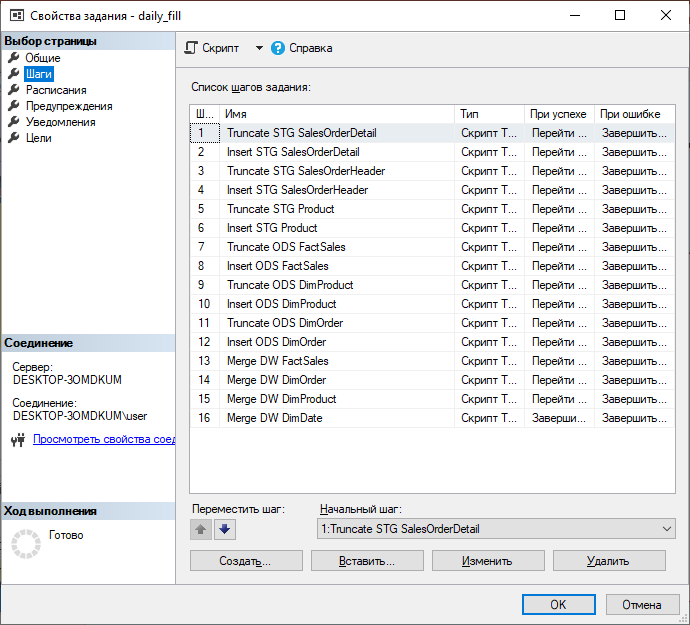 Свойства задания - daily_fill
Выбор страницы
Общие
Шаги
Расписания
Предупреждения
Уведомления
Цели
Соединение
Сервер:
DESKTOP-3OMDKUM
Соединение:
DESKTOP-3OMDKUM\user
Просмотреть свойства соед
Ход выполнения
Готово
Скрипт
Справка
Список шагов задания:
Ш... Имя Тип При успехе При ошибке
1 Truncate STG SalesOrderDetail Скрипт Т... Перейти ... Завершить...
2 Insert STG SalesOrderDetail Скрипт Т... Перейти ... Завершить...
3 Truncate STG SalesOrderHeader Скрипт Т... Перейти ... Завершить...
4 Insert STG SalesOrderHeader Скрипт Т... Перейти ... Завершить...
5 Truncate STG Product Скрипт Т... Перейти ... Завершить...
6 Insert STG Product Скрипт Т... Перейти ... Завершить...
7 Truncate ODS FactSales Скрипт Т... Перейти ... Завершить...
8 Insert ODS FactSales Скрипт Т... Перейти ... Завершить...
9 Truncate ODS DimProduct Скрипт Т... Перейти ... Завершить...
10 Insert ODS DimProduct Скрипт Т... Перейти ... Завершить...
11 Truncate ODS DimOrder Скрипт Т... Перейти ... Завершить...
12 Insert ODS DimOrder Скрипт Т... Перейти ... Завершить...
13 Merge DW FactSales Скрипт Т... Перейти ... Завершить...
14 Merge DW DimOrder Скрипт Т... Перейти ... Завершить...
15 Merge DW DimProduct Скрипт Т... Перейти ... Завершить...
16 Merge DW DimDate Скрипт Т... Заверши... Завершить...
Переместить шаг: Начальный шаг:
1:Truncate STG SalesOrderDetail
Создать... Вставить... Изменить Удалить
OK Отмена